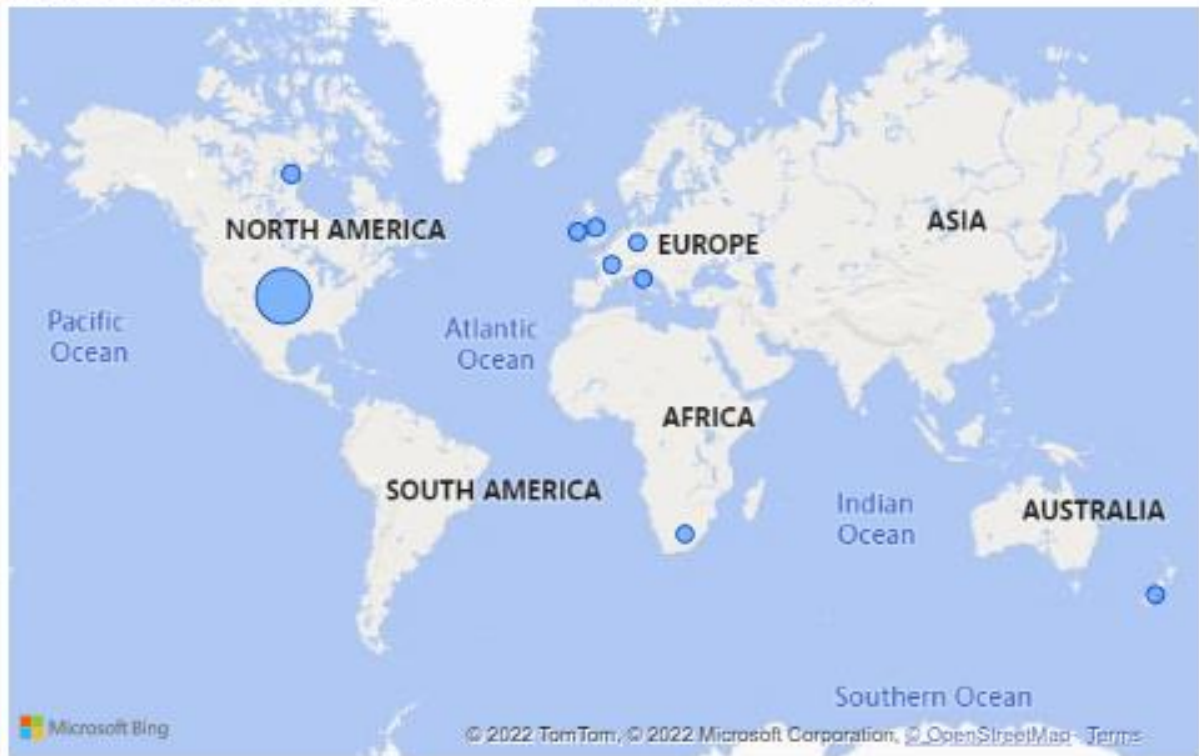 NORTH AMERICA
EUROPE
ASIA
Pacific
Ocean
Atlantic
Ocean
AFRICA
SOUTH AMERICA
Indian
Ocean
AUSTRALIA
Southern Ocean
Microsoft Bing
© 2022 TomTom, © 2022 Microsoft Corporation, © OpenStreetMap Terms